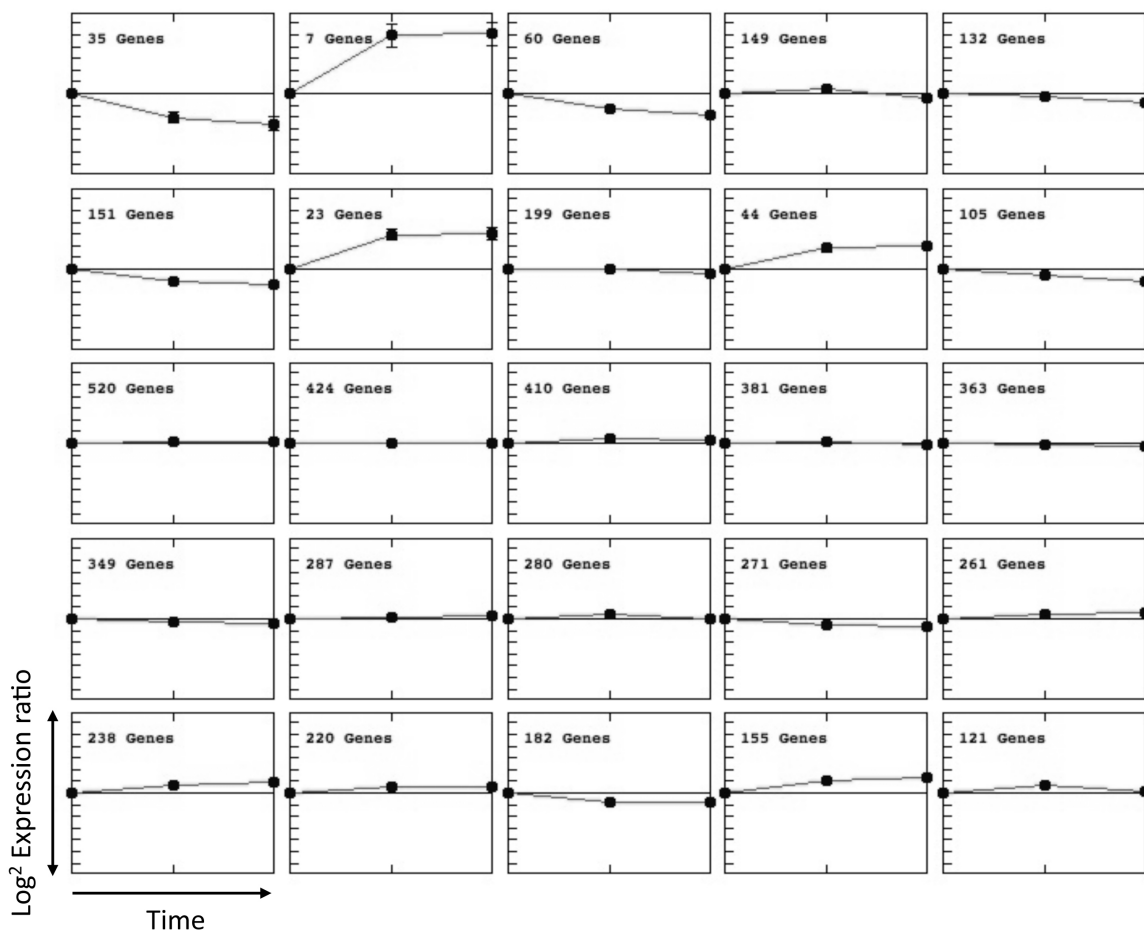 35 Genes
7 Genes
60 Genes
149 Genes
132 Genes
151 Genes
23 Genes
199 Genes
44 Genes
105 Genes
520 Genes
424 Genes
410 Genes
381 Genes
363 Genes
349 Genes
287 Genes
280 Genes
271 Genes
261 Genes
238 Genes
220 Genes
182 Genes
155 Genes
121 Genes
Log² Expression ratio
Time